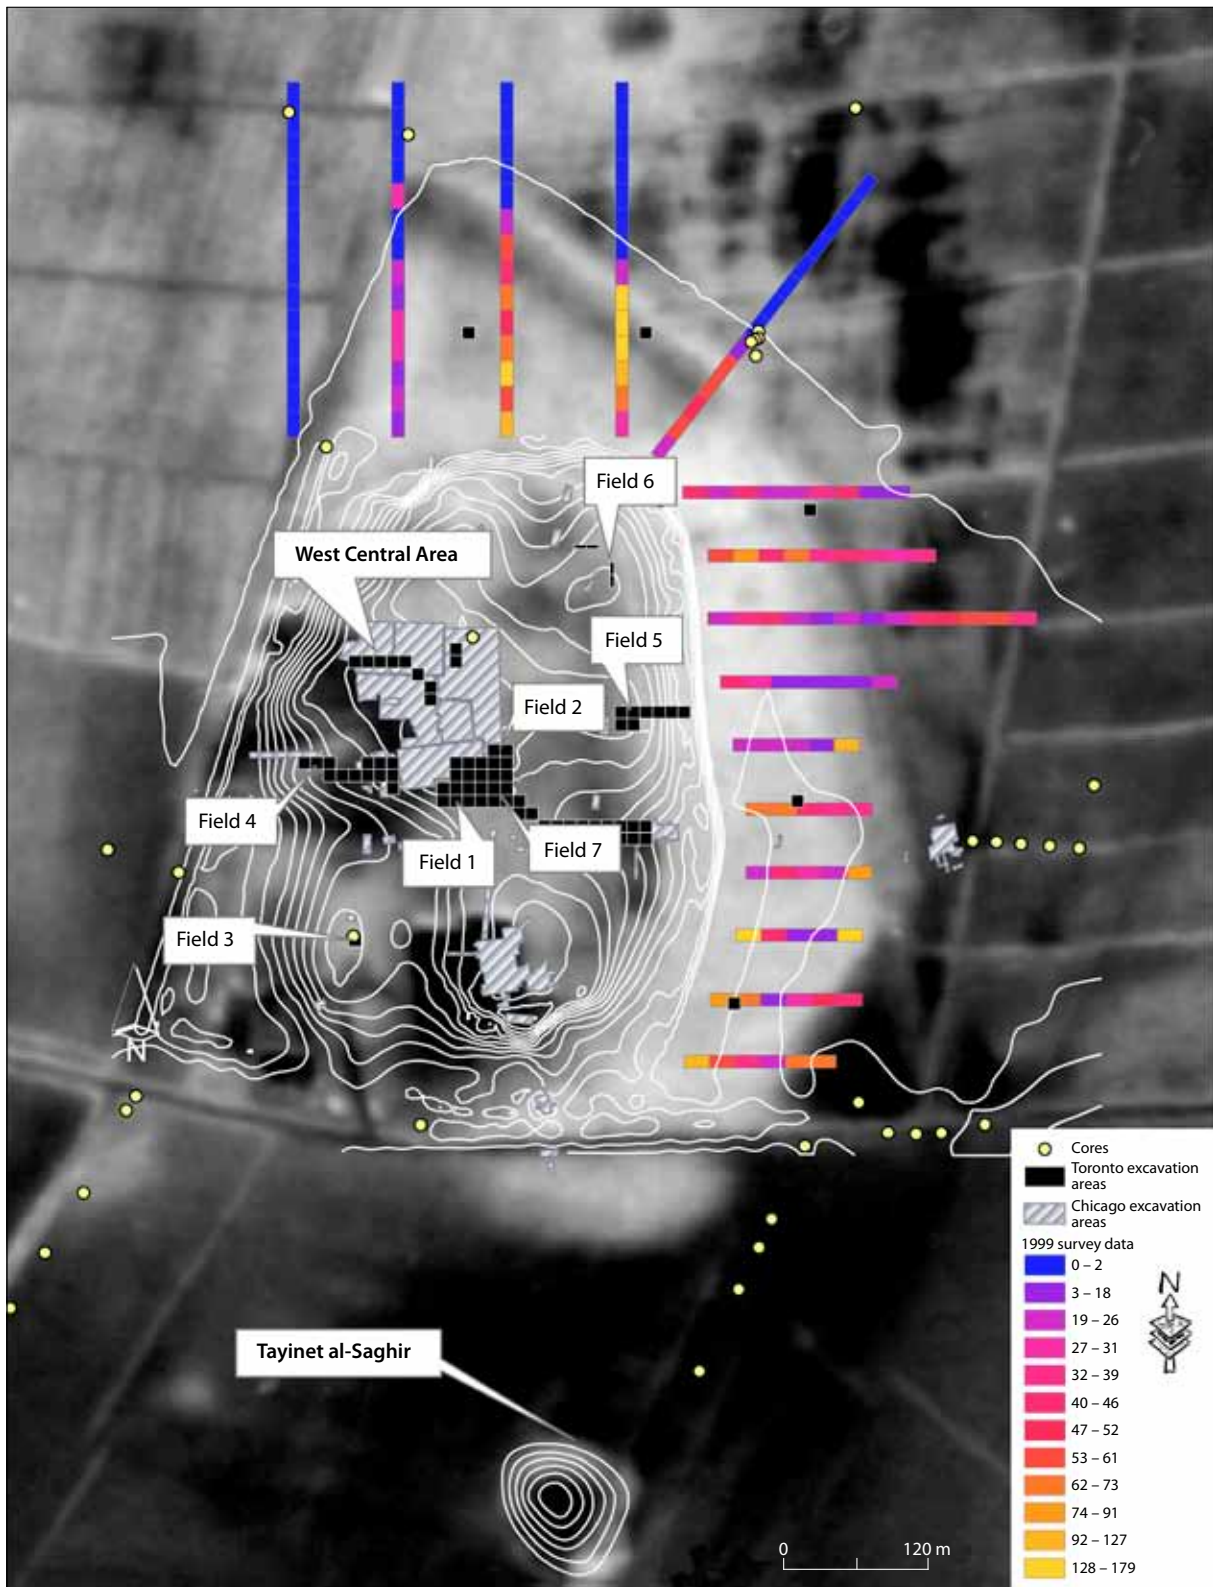 Field 6
West Central Area
Field 5
Field 2
Field 4
Field 1
Field 7
Field 3
N
Cores
Toronto excavation
areas
Chicago excavation
areas
1999 survey data
0 – 2
3 – 18
19 – 26
27 – 31
32 – 39
40 – 46
47 – 52
53 – 61
62 – 73
74 – 91
92 – 127
128 – 179
N
Tayinet al-Saghir
0 120 m